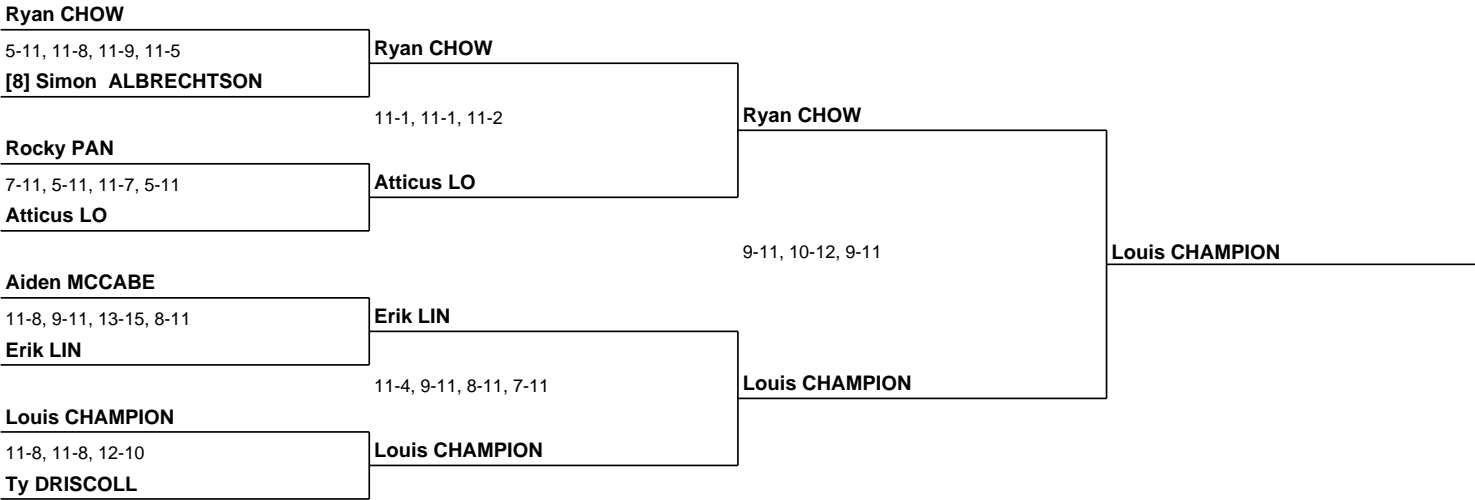 Ryan CHOW
5-11, 11-8, 11-9, 11-5
[8] Simon  ALBRECHTSON
Rocky PAN
7-11, 5-11, 11-7, 5-11
Atticus LO
Aiden MCCABE
11-8, 9-11, 13-15, 8-11
Erik LIN
Louis CHAMPION
11-8, 11-8, 12-10
Ty DRISCOLL
Ryan CHOW
11-1, 11-1, 11-2
Atticus LO
Erik LIN
11-4, 9-11, 8-11, 7-11
Louis CHAMPION
Ryan CHOW
9-11, 10-12, 9-11
Louis CHAMPION
Louis CHAMPION